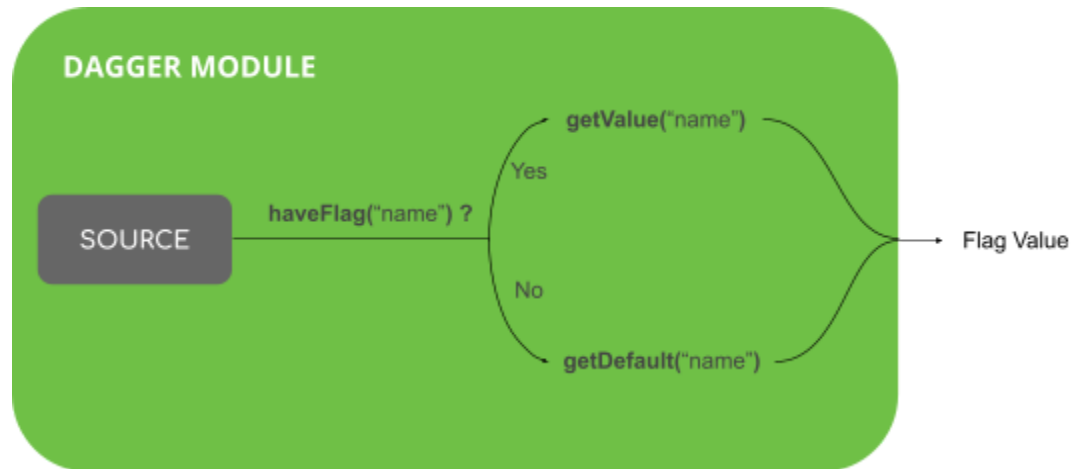 DAGGER MODULE
getValue(“name”)
Yes
haveFlag(“name”) ?
SOURCE
Flag Value
No
getDefault(“name”)